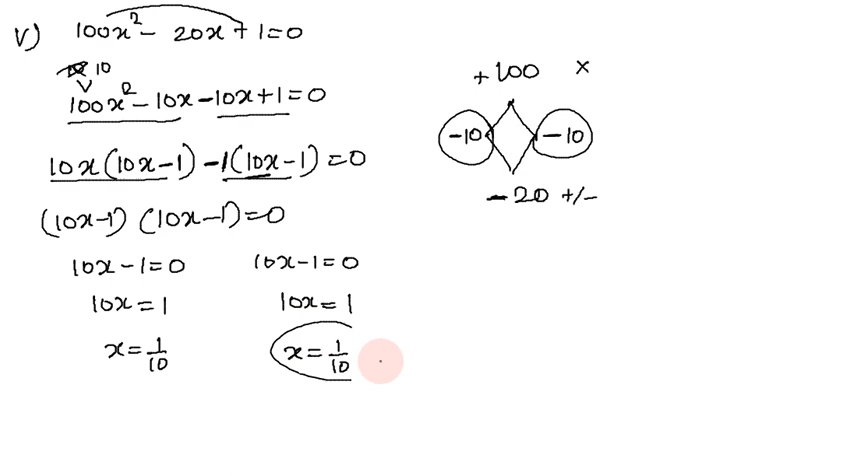 v) 100x² - 20x + 1 = 0
10
100x² - 10x - 10x + 1 = 0
10x(10x - 1) - 1(10x - 1) = 0
(10x - 1) (10x - 1) = 0
10x - 1 = 0 10x - 1 = 0
10x = 1 10x = 1
x = 1/10 x = 1/10
+100 ×
-10 -10
-20 +/-